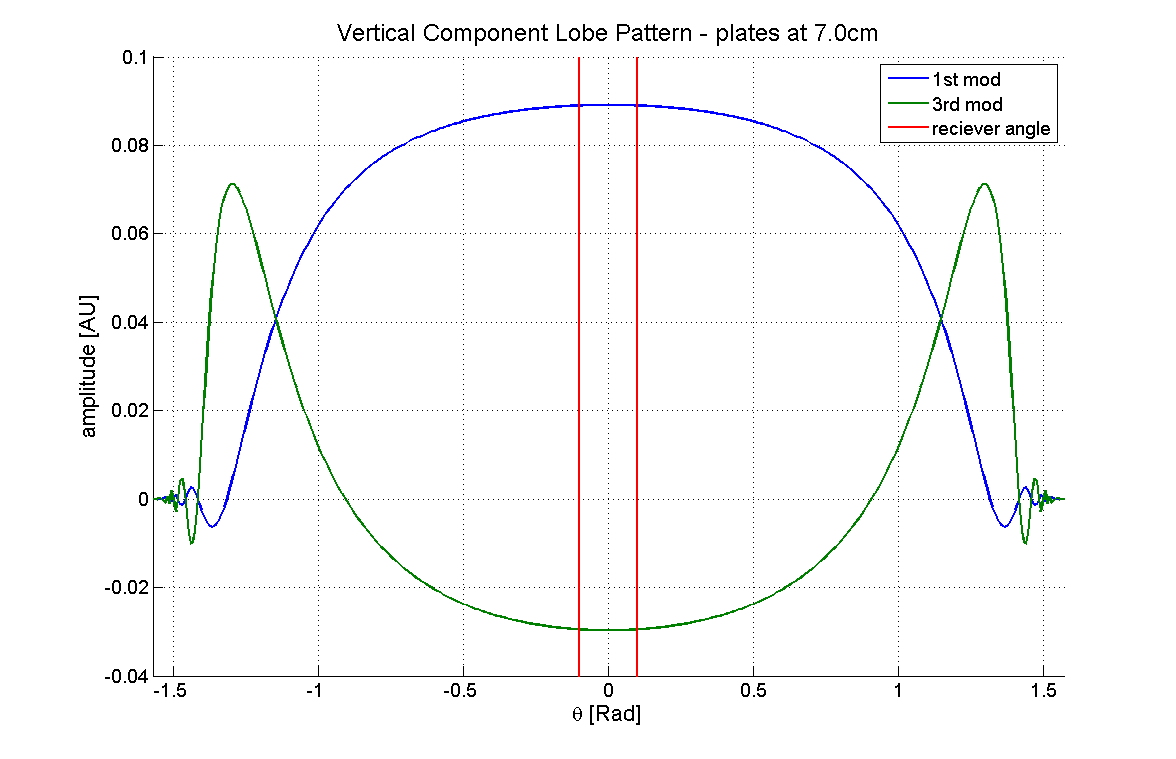 Vertical Component Lobe Pattern - plates at 7.0cm
0.1
0.08
0.06
0.04
0.02
0
-0.02
-0.04
amplitude [AU]
1st mod
3rd mod
reciever angle
-1.5 -1 -0.5 0 0.5 1 1.5
θ [Rad]